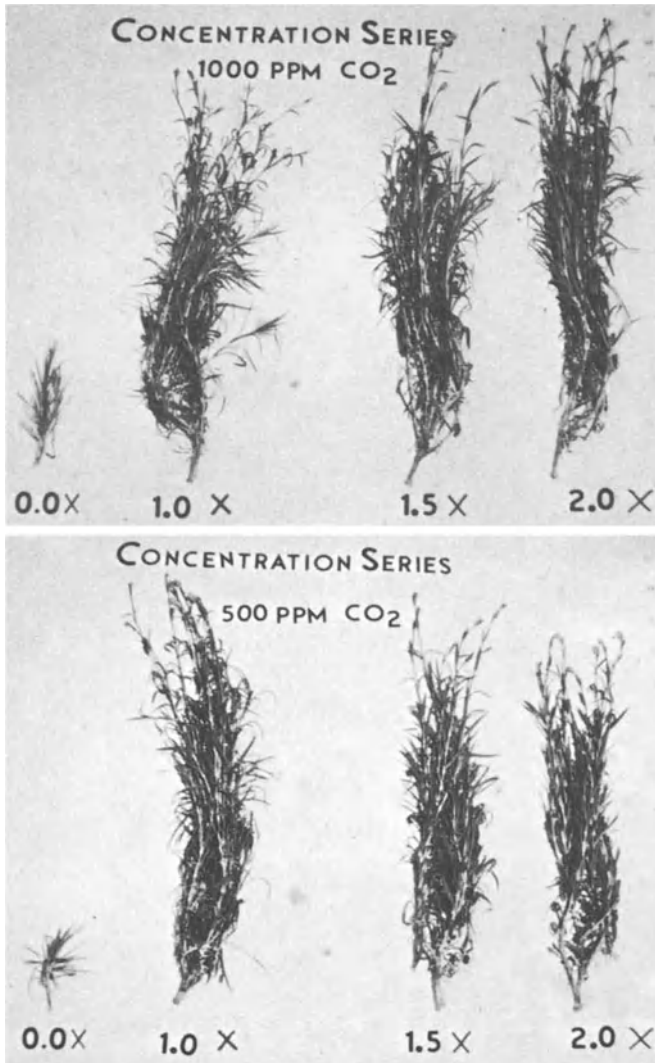 CONCENTRATION SERIES
1000 PPM CO₂
0.0X 1.0 X 1.5 X 2.0 X
CONCENTRATION SERIES
500 PPM CO₂
0.0X 1.0 X 1.5 X 2.0 X